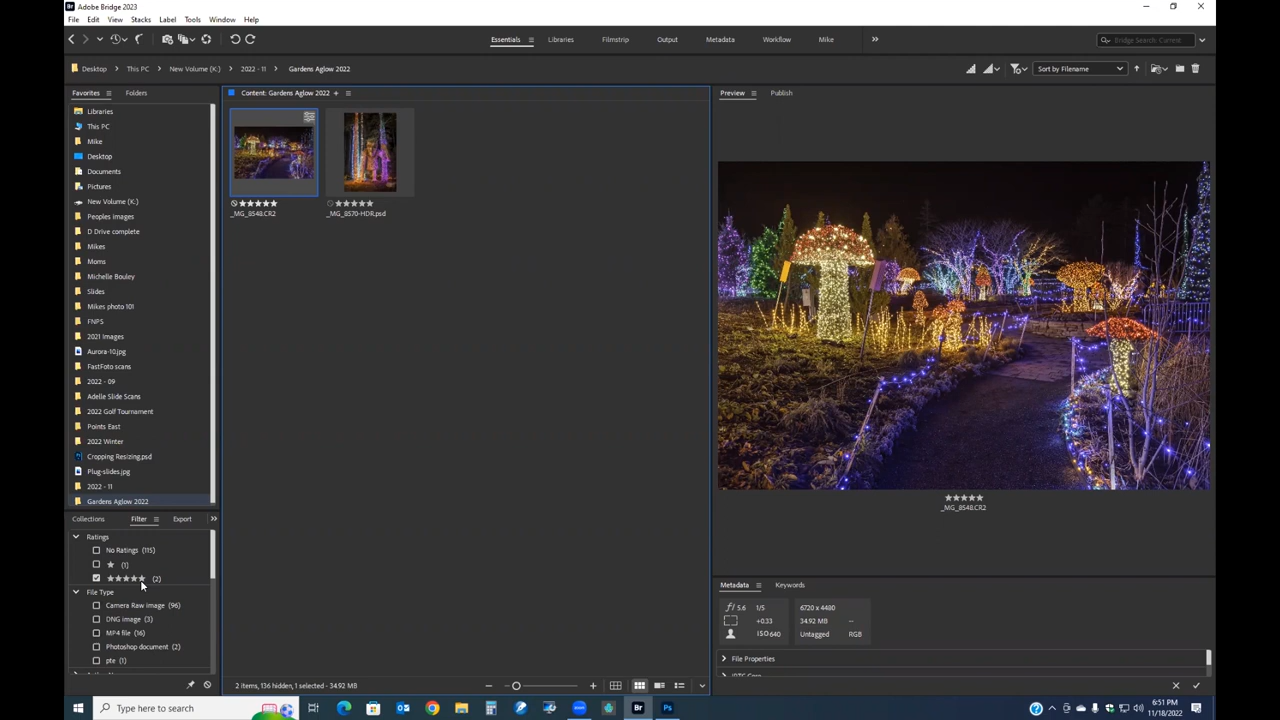 Br Adobe Bridge 2023
File Edit View Stacks Label Tools Window Help
Essentials Libraries Filmstrip Output Metadata Workflow Mike
Bridge Search: Current
Desktop This PC New Volume (K:) 2022 - 11 Gardens Aglow 2022
Sort by Filename
Favorites Folders
Content: Gardens Aglow 2022
Preview Publish
Libraries
This PC
Mike
Desktop
Documents
Pictures
New Volume (K:)
Peoples images
D Drive complete
Mikes
Moms
Michelle Bouley
Slides
Mikes photo 101
FNPS
2021 Images
Aurora-10.jpg
FastFoto scans
2022 - 09
Adelle Slide Scans
2022 Golf Tournament
Points East
2022 Winter
Cropping Resizing.psd
Plug-slides.jpg
2022 - 11
Gardens Aglow 2022
_MG_8548.CR2
_MG_8570-HDR.psd
_MG_8548.CR2
Collections Filter Export
Ratings
No Ratings (115)
★ (1)
★★★★★ (2)
File Type
Camera Raw image (96)
DNG image (3)
MP4 file (16)
Photoshop document (2)
pte (1)
Metadata Keywords
f/ 5.6 1/5
+0.33
ISO 640
6720 x 4480
34.92 MB --
Untagged RGB
File Properties
2 items, 136 hidden, 1 selected - 34.92 MB
Type here to search
Br
Ps
6:51 PM
11/18/2022